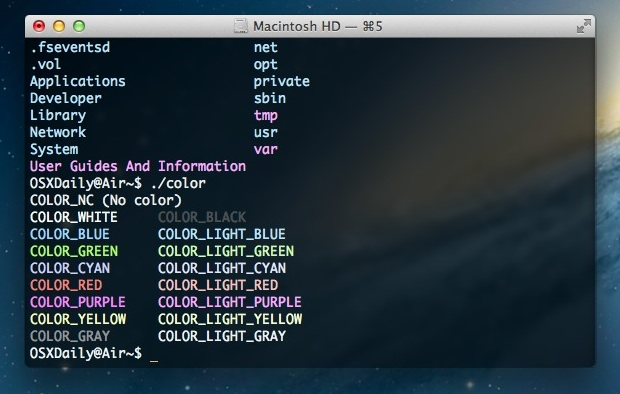 Macintosh HD — ⌘5
.fseventsd net
.vol opt
Applications private
Developer sbin
Library tmp
Network usr
System var
User Guides And Information
OSXDaily@Air~$ ./color
COLOR_NC (No color)
COLOR_WHITE COLOR_BLACK
COLOR_BLUE COLOR_LIGHT_BLUE
COLOR_GREEN COLOR_LIGHT_GREEN
COLOR_CYAN COLOR_LIGHT_CYAN
COLOR_RED COLOR_LIGHT_RED
COLOR_PURPLE COLOR_LIGHT_PURPLE
COLOR_YELLOW COLOR_LIGHT_YELLOW
COLOR_GRAY COLOR_LIGHT_GRAY
OSXDaily@Air~$ _